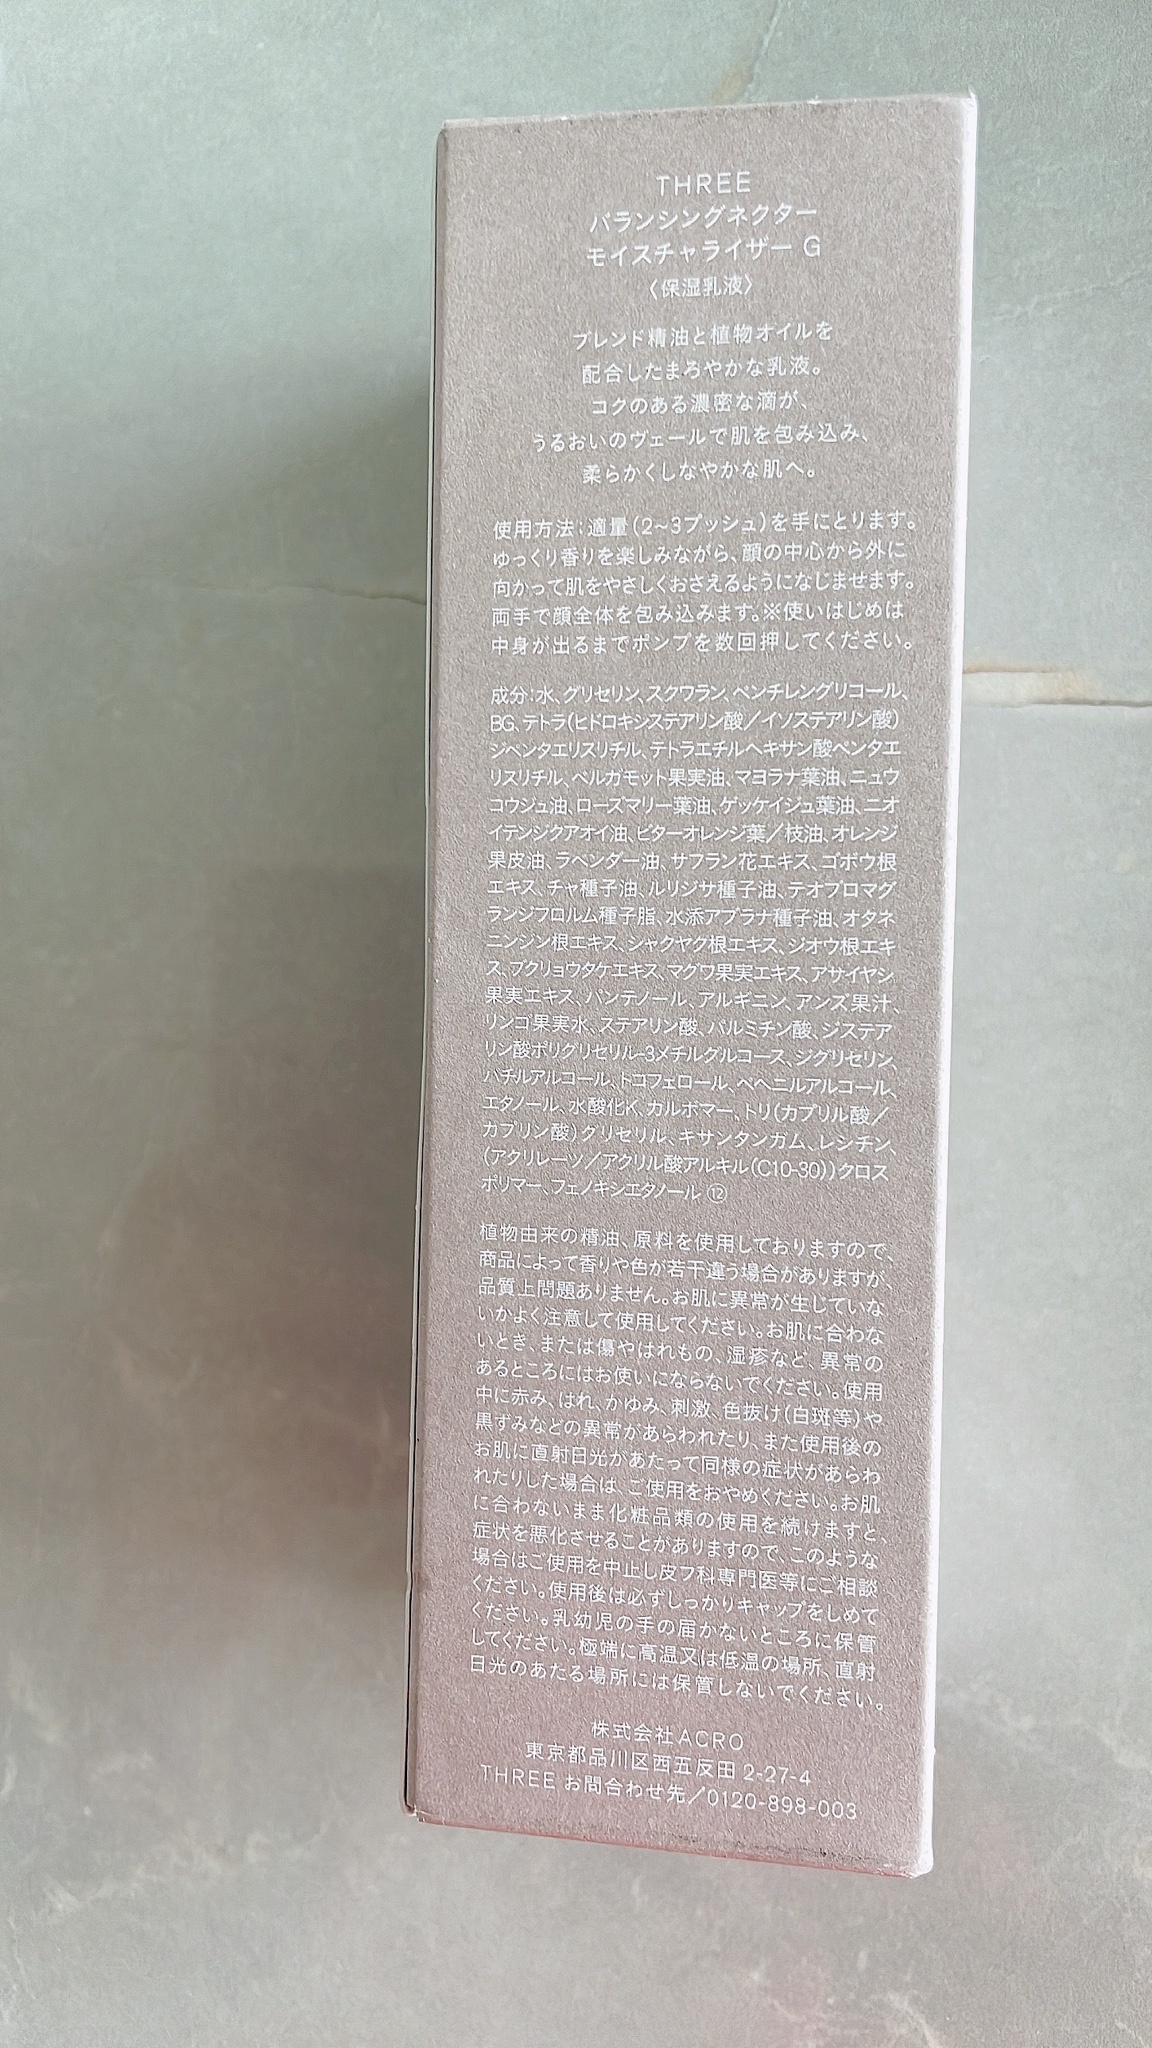 THREE
バランシングネクター
モイスチャライザー G
〈保湿乳液〉
ブレンド精油と植物オイルを
配合したまろやかな乳液。
コクのある濃密な滴が、
うるおいのヴェールで肌を包み込み、
柔らかくしなやかな肌へ。
使用方法：適量（2~3プッシュ）を手にとります。
ゆっくり香りを楽しみながら、顔の中心から外に
向かって肌をやさしくおさえるようになじませます。
両手で顔全体を包み込みます。※使いはじめは
中身が出るまでポンプを数回押してください。
成分：水、グリセリン、スクワラン、ペンチレングリコール、
BG、テトラ（ヒドロキシステアリン酸／イソステアリン酸）
ジペンタエリスリチル、テトラエチルヘキサン酸ペンタエ
リスリチル、ベルガモット果実油、マヨラナ葉油、ニュウ
コウジュ油、ローズマリー葉油、ゲッケイジュ葉油、ニオ
イテンジクアオイ油、ビターオレンジ葉／枝油、オレンジ
果皮油、ラベンダー油、サフラン花エキス、ゴボウ根
エキス、チャ種子油、ルリジサ種子油、テオブロマグ
ランジフロルム種子脂、水添アブラナ種子油、オタネ
ニンジン根エキス、シャクヤク根エキス、ジオウ根エキ
ス、ブクリョウタケエキス、マグワ果実エキス、アサイヤシ
果実エキス、パンテノール、アルギニン、アンズ果汁、
リンゴ果実水、ステアリン酸、パルミチン酸、ジステア
リン酸ポリグリセリル-3メチルグルコース、ジグリセリン、
バチルアルコール、トコフェロール、ベヘニルアルコール、
エタノール、水酸化K、カルボマー、トリ（カプリル酸／
カプリン酸）グリセリル、キサンタンガム、レシチン、
（アクリレーツ／アクリル酸アルキル（C10-30））クロス
ポリマー、フェノキシエタノール ⑫
植物由来の精油、原料を使用しておりますので、
商品によって香りや色が若干違う場合がありますが、
品質上問題ありません。お肌に異常が生じていな
いかよく注意して使用してください。お肌に合わな
いとき、または傷やはれもの、湿疹など、異常の
あるところにはお使いにならないでください。使用
中に赤み、はれ、かゆみ、刺激、色抜け（白斑等）や
黒ずみなどの異常があらわれたり、また使用後の
お肌に直射日光があたって同様の症状があらわ
れたりした場合は、ご使用をおやめください。お肌
に合わないまま化粧品類の使用を続けますと、
症状を悪化させることがありますので、このような
場合はご使用を中止し皮フ科専門医等にご相談
ください。使用後は必ずしっかりキャップをしめて
ください。乳幼児の手の届かないところに保管
してください。極端に高温又は低温の場所、直射
日光のあたる場所には保管しないでください。
株式会社ACRO
東京都品川区西五反田 2-27-4
THREE お問合わせ先／0120-898-003